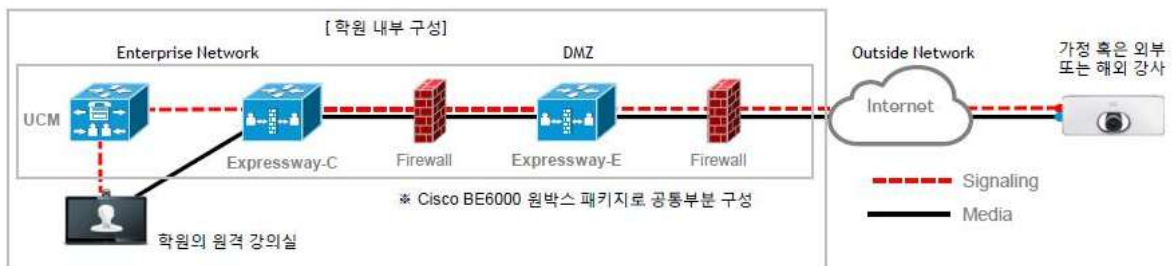 [학원 내부 구성]
Enterprise Network
DMZ
Outside Network
가정 혹은 외부
또는 해외 강사
UCM
Internet
Expressway-C
Firewall
Expressway-E
Firewall
※ Cisco BE6000 원박스 패키지로 공통부분 구성
학원의 원격 강의실
Signaling
Media